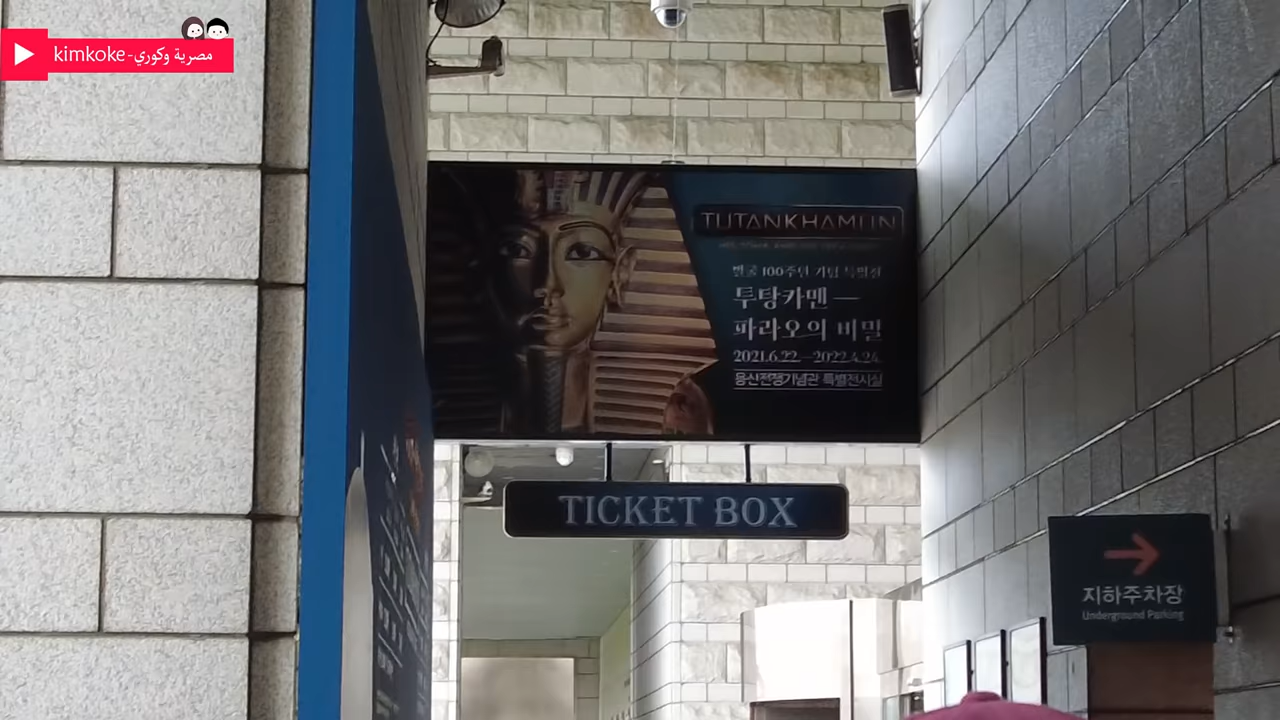 kimkoke-مصرية وكوري
TUTANKHAMUN
발굴 100주년 기념 특별전
투탕카멘 —
파라오의 비밀
2021.6.22.—2022.4.24.
용산전쟁기념관 특별전시실
TICKET BOX
지하주차장
Underground Parking